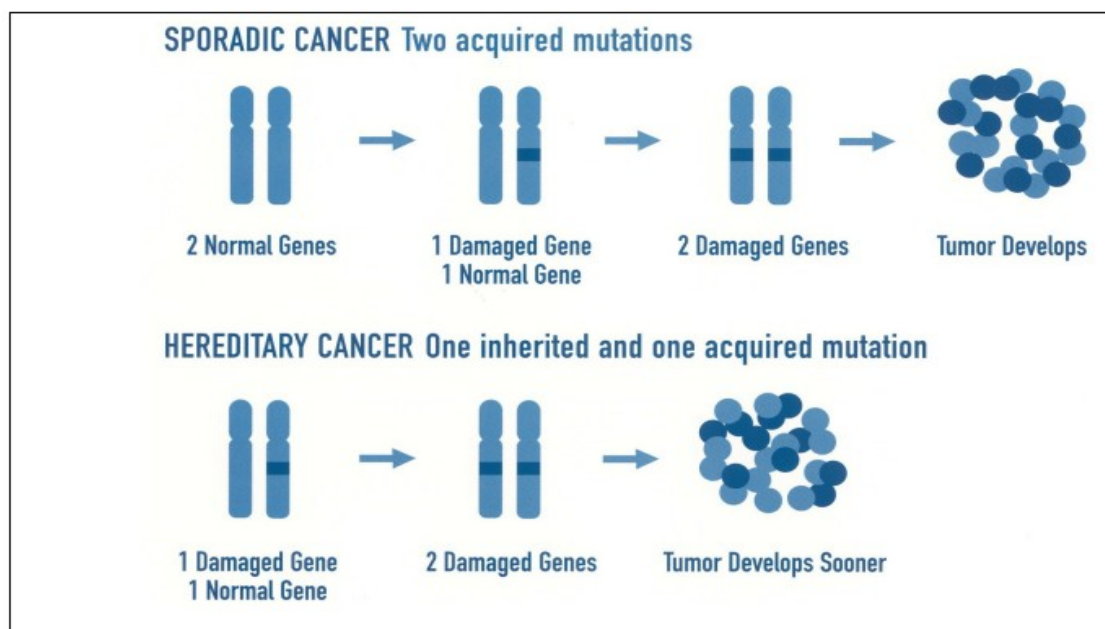 SPORADIC CANCER Two acquired mutations
2 Normal Genes
1 Damaged Gene
1 Normal Gene
2 Damaged Genes
Tumor Develops
HEREDITARY CANCER One inherited and one acquired mutation
1 Damaged Gene
1 Normal Gene
2 Damaged Genes
Tumor Develops Sooner